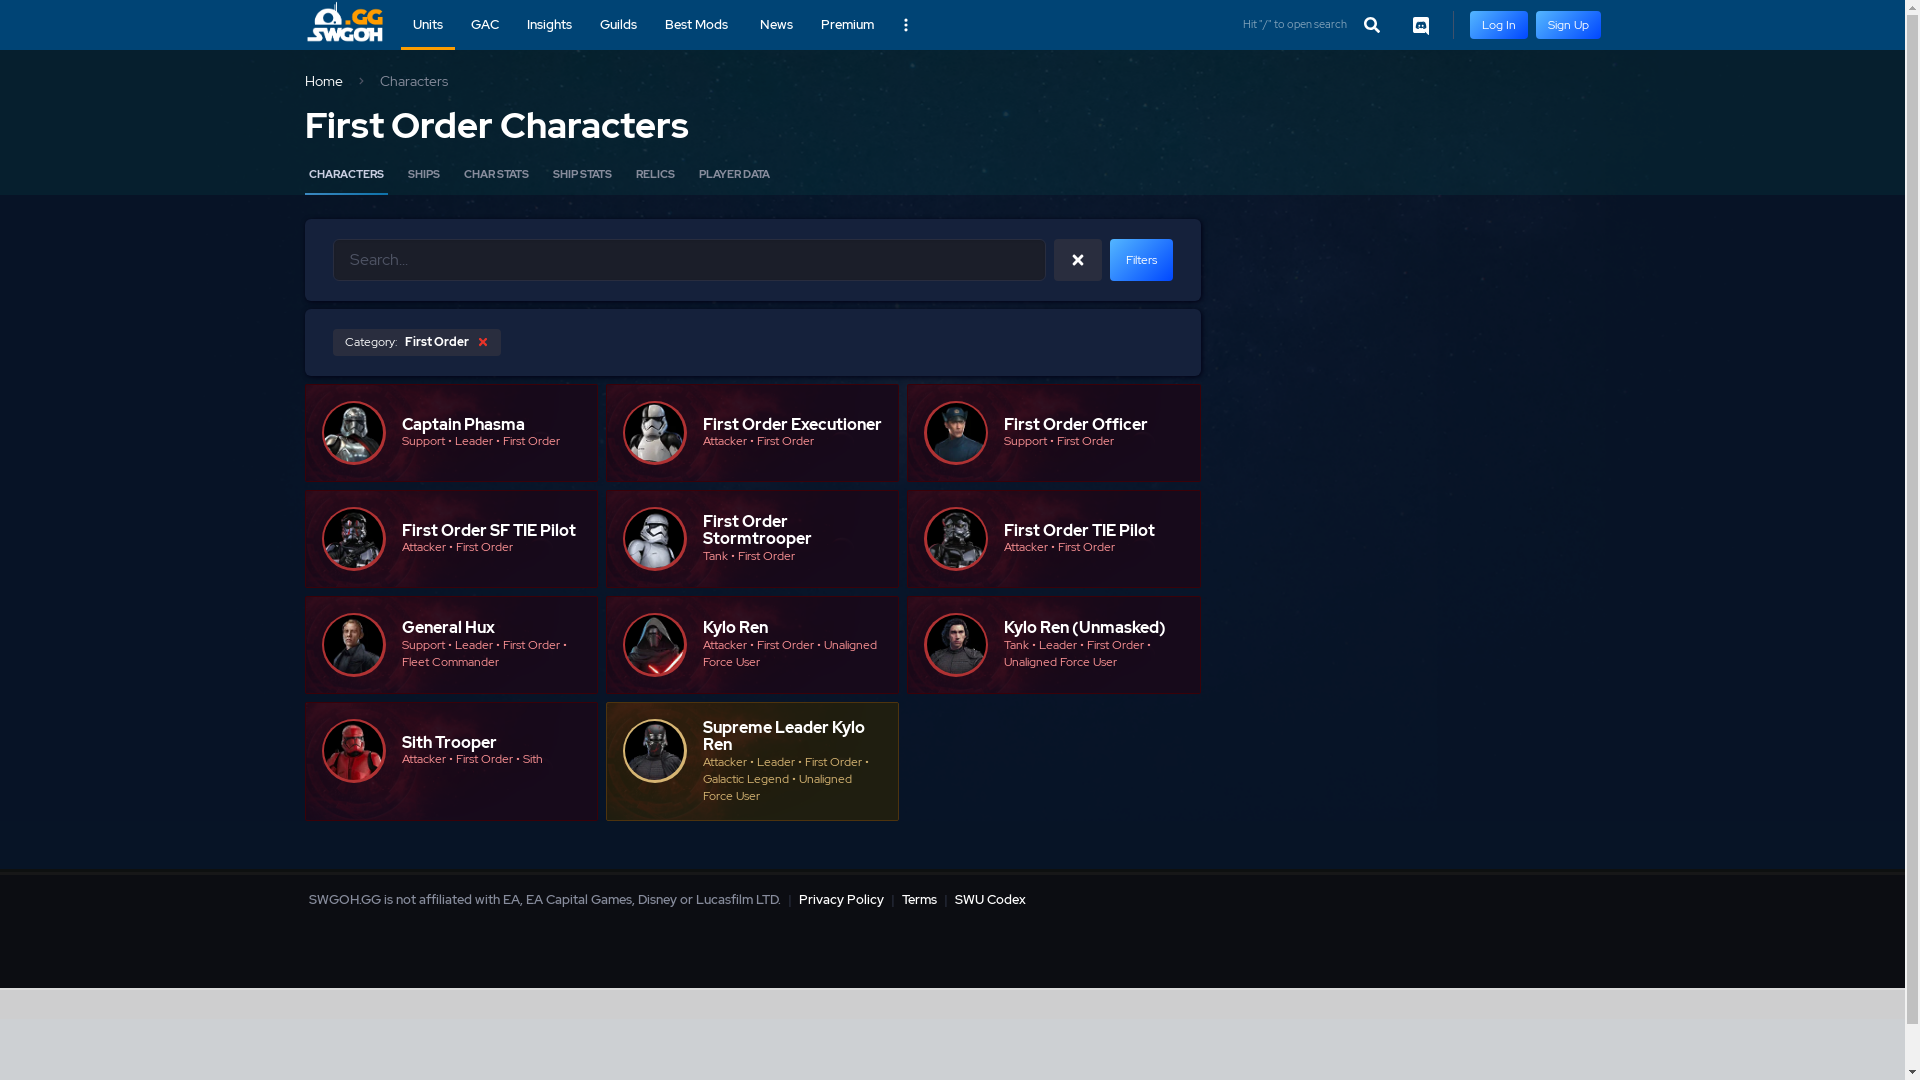 .GG
SWGOH
Units
GAC
Insights
Guilds
Best Mods
News
Premium
Hit "/" to open search
Log In
Sign Up
Home
Characters
First Order Characters
CHARACTERS
SHIPS
CHAR STATS
SHIP STATS
RELICS
PLAYER DATA
Search...
Filters
Category: First Order
Captain Phasma
Support • Leader • First Order
First Order Executioner
Attacker • First Order
First Order Officer
Support • First Order
First Order SF TIE Pilot
Attacker • First Order
First Order
Stormtrooper
Tank • First Order
First Order TIE Pilot
Attacker • First Order
General Hux
Support • Leader • First Order •
Fleet Commander
Kylo Ren
Attacker • First Order • Unaligned
Force User
Kylo Ren (Unmasked)
Tank • Leader • First Order •
Unaligned Force User
Sith Trooper
Attacker • First Order • Sith
Supreme Leader Kylo
Ren
Attacker • Leader • First Order •
Galactic Legend • Unaligned
Force User
SWGOH.GG is not affiliated with EA, EA Capital Games, Disney or Lucasfilm LTD. | Privacy Policy | Terms | SWU Codex